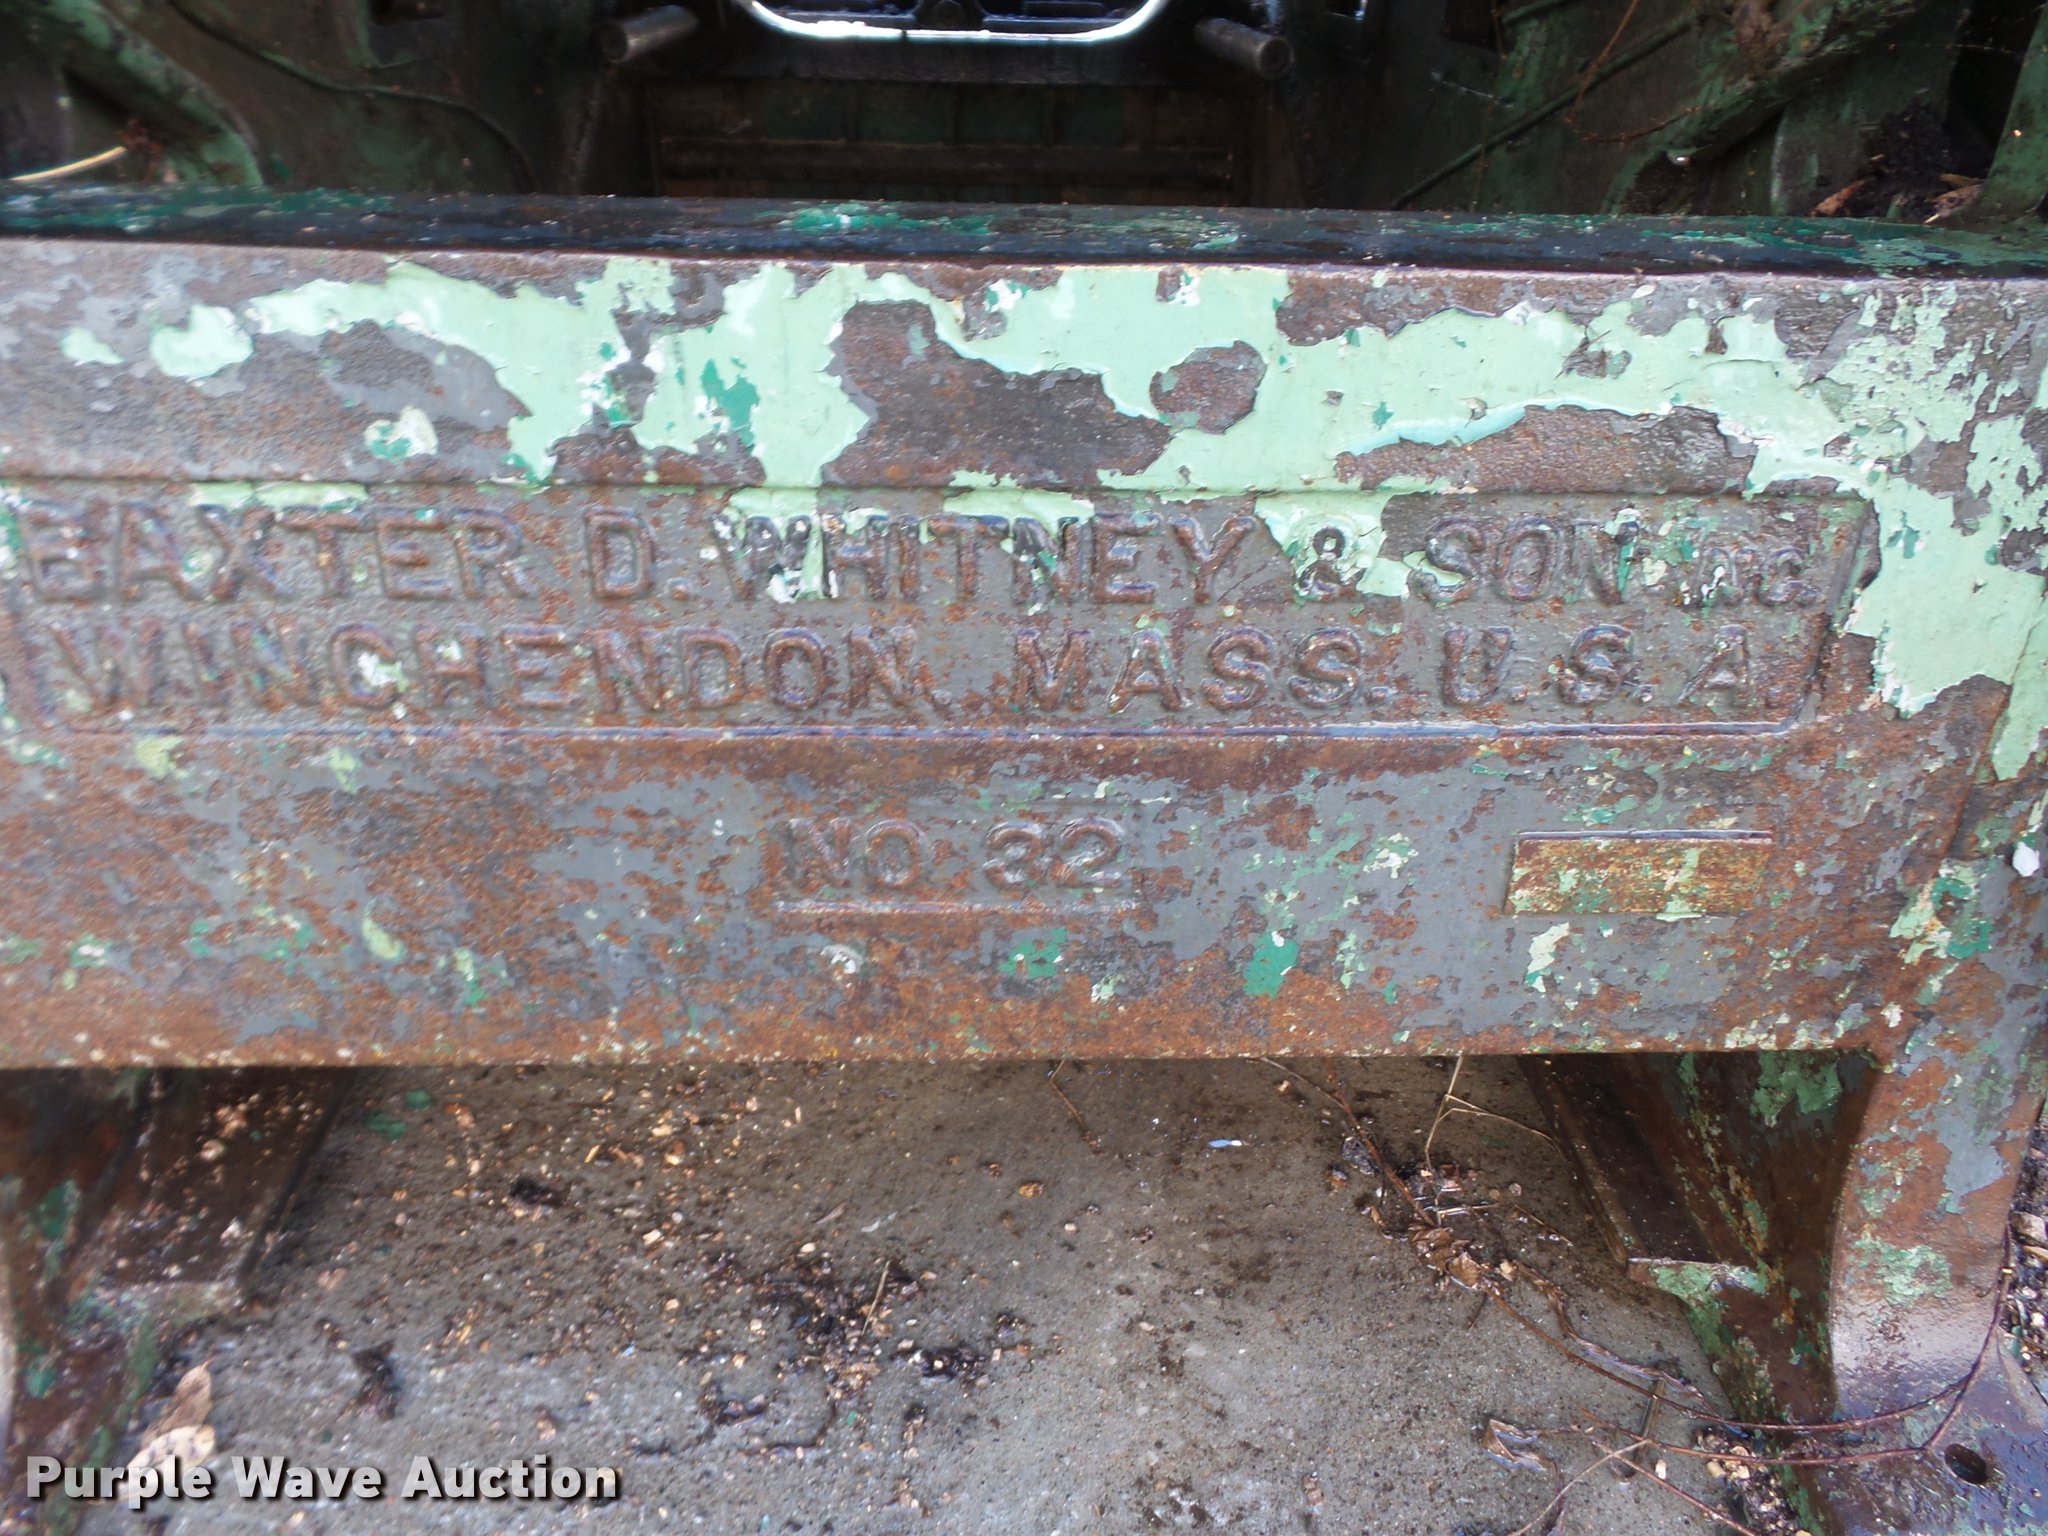 BAXTER D. WHITNEY & SON INC.
WINCHENDON, MASS. U.S.A.
NO. 32
Purple Wave Auction